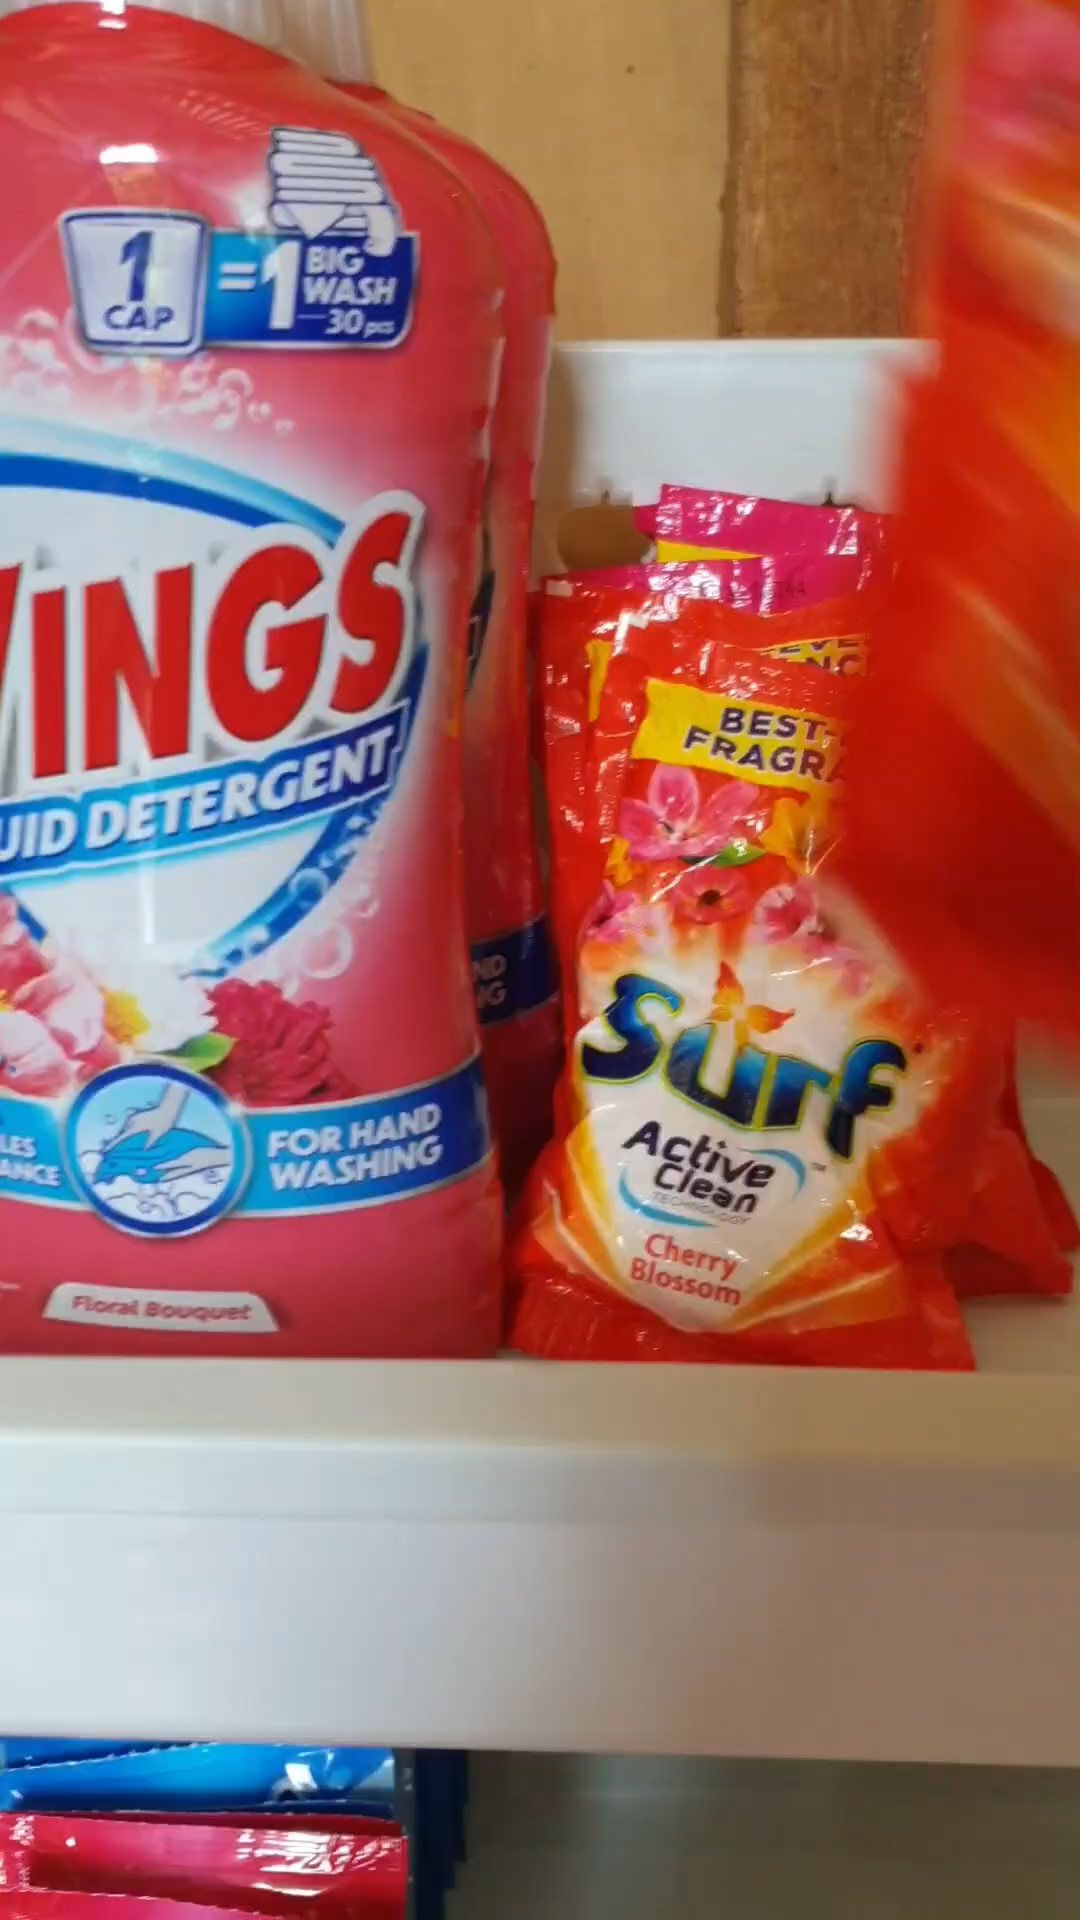 1
CAP
=1
BIG
WASH
30 pcs
INGS
UID DETERGENT
FOR HAND
WASHING
Floral Bouquet
BEST-
FRAGRA
Surf
Active
Clean
TECHNOLOGY
Cherry
Blossom